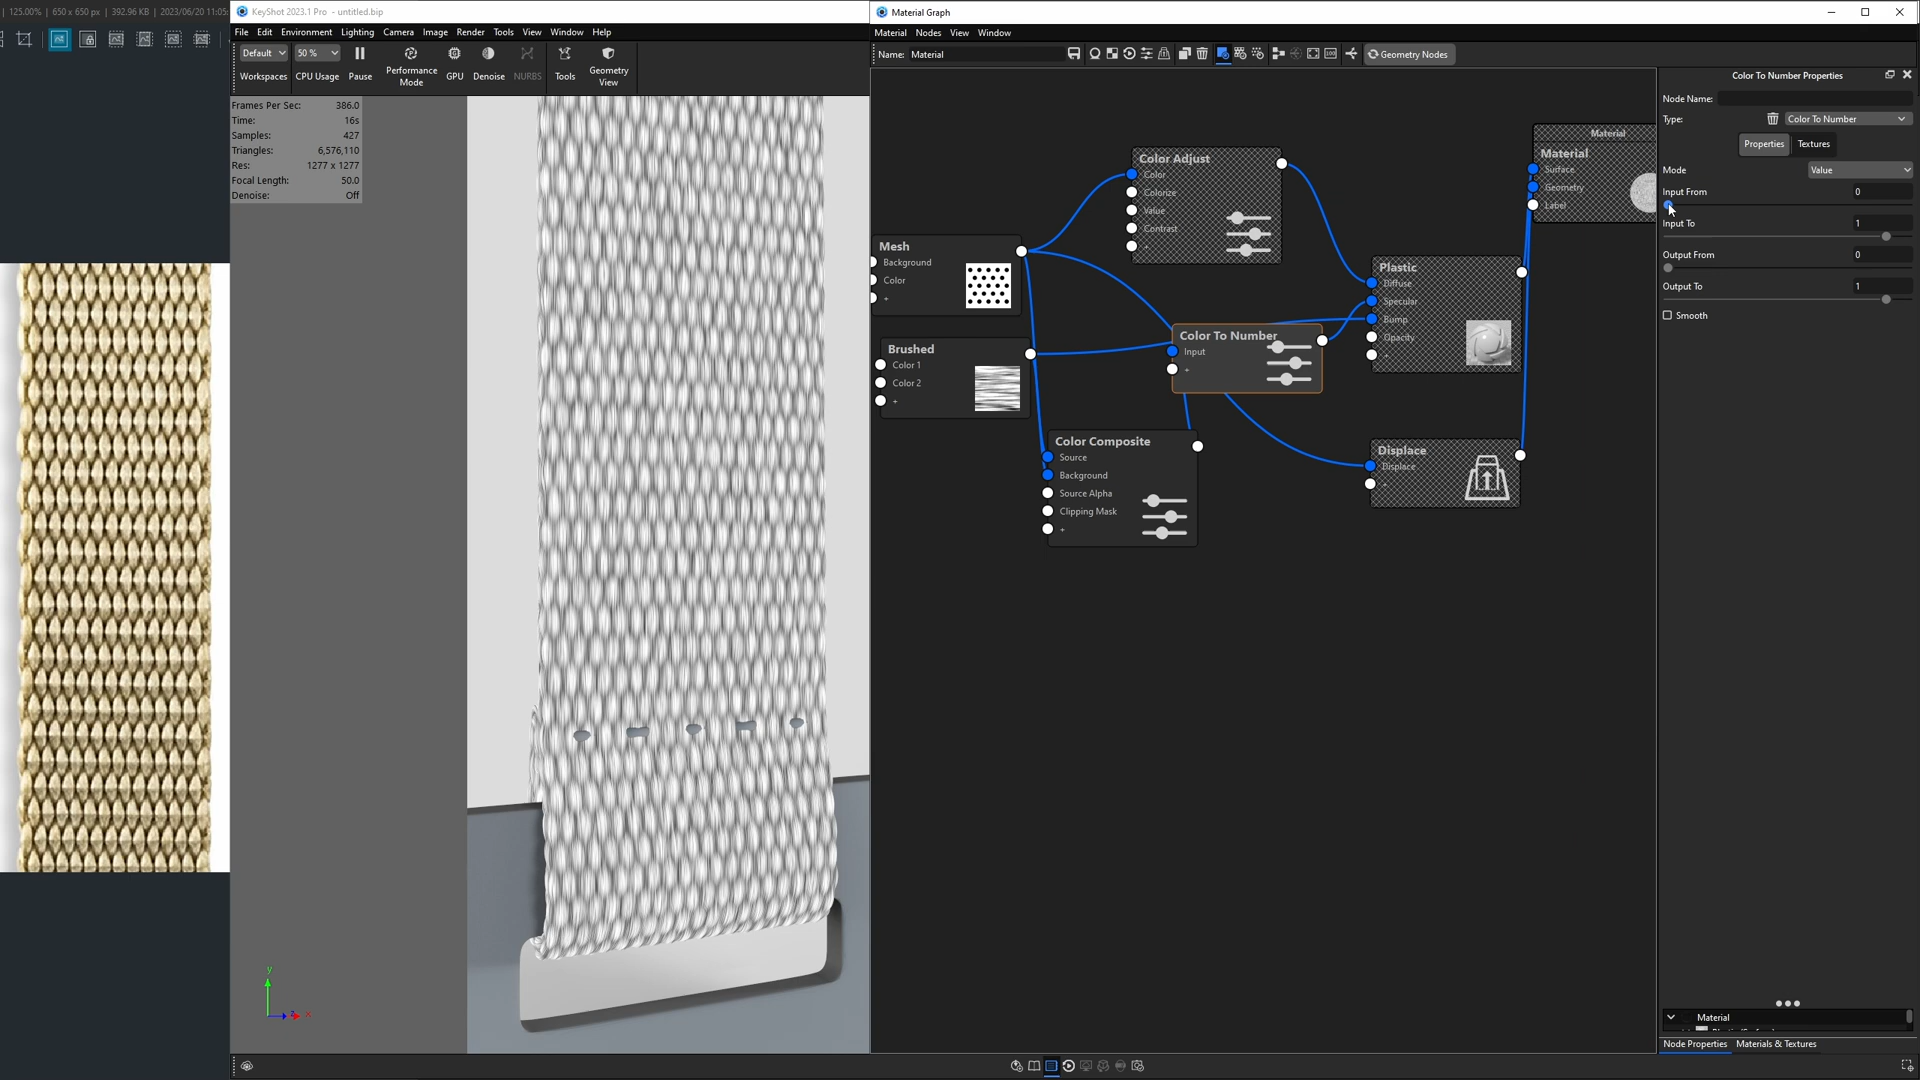 125.00% | 650 x 650 px | 392.96 KB | 2023/06/20 11:05:
KeyShot 2023.1 Pro - untitled.bip
File Edit Environment Lighting Camera Image Render Tools View Window Help
Default 50 %
Workspaces CPU Usage Pause Performance Mode GPU Denoise NURBS Tools Geometry View
Frames Per Sec: 386.0
Time: 16s
Samples: 427
Triangles: 6,576,110
Res: 1277 x 1277
Focal Length: 50.0
Denoise: Off
y
z x
Material Graph
Material Nodes View Window
Name: Material Geometry Nodes
Mesh
Background
Color
+
Brushed
Color 1
Color 2
+
Color Adjust
Color
Colorize
Value
Contrast
+
Color To Number
Input
+
Color Composite
Source
Background
Source Alpha
Clipping Mask
+
Plastic
Diffuse
Specular
Bump
Opacity
+
Displace
Displace
+
Material
Material
Surface
Geometry
Label
Color To Number Properties
Node Name:
Type: Color To Number
Properties Textures
Mode Value
Input From 0
Input To 1
Output From 0
Output To 1
Smooth
Material
Node Properties Materials & Textures